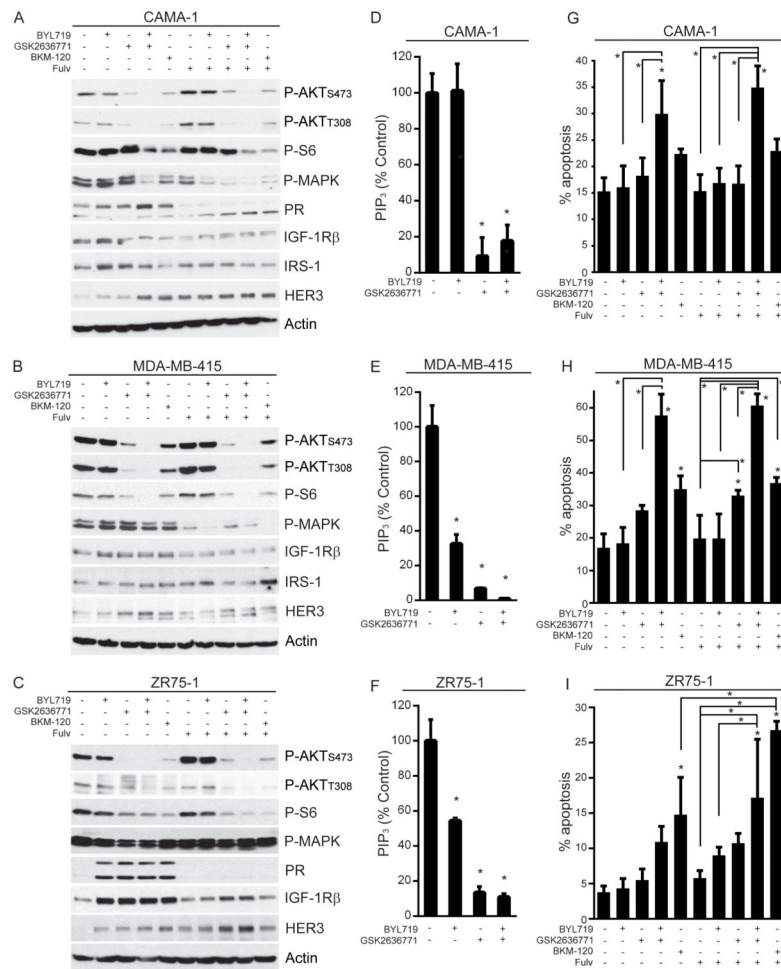 A
CAMA-1
BYL719 - + - + - - + - + -
GSK2636771 - - + + - - - + + -
BKM-120 - - - - + - - - - +
Fulv - - - - - + + + + +
P-AKTS473
P-AKTT308
P-S6
P-MAPK
PR
IGF-1Rβ
IRS-1
HER3
Actin
D
CAMA-1
PIP3 (% Control)
120
100
80
60
40
20
0
* *
BYL719 - + - +
GSK2636771 - - + +
G
CAMA-1
% apoptosis
40
35
30
25
20
15
10
5
0
* * * * * * *
BYL719 - + - + - - + - + -
GSK2636771 - - + + - - - + + -
BKM-120 - - - - + - - - - +
Fulv - - - - - + + + + +
B
MDA-MB-415
BYL719 - + - + - - + - + -
GSK2636771 - - + + - - - + + -
BKM-120 - - - - + - - - - +
Fulv - - - - - + + + + +
P-AKTS473
P-AKTT308
P-S6
P-MAPK
IGF-1Rβ
IRS-1
HER3
Actin
E
MDA-MB-415
PIP3 (% Control)
120
100
80
60
40
20
0
* * *
BYL719 - + - +
GSK2636771 - - + +
H
MDA-MB-415
% apoptosis
60
50
40
30
20
10
0
* * * * * * * * * * * *
BYL719 - + - + - - + - + -
GSK2636771 - - + + - - - + + -
BKM-120 - - - - + - - - - +
Fulv - - - - - + + + + +
C
ZR75-1
BYL719 - + - + - - + - + -
GSK2636771 - - + + - - - + + -
BKM-120 - - - - + - - - - +
Fulv - - - - - + + + + +
P-AKTS473
P-AKTT308
P-S6
P-MAPK
PR
IGF-1Rβ
HER3
Actin
F
ZR75-1
PIP3 (% Control)
120
100
80
60
40
20
0
* * *
BYL719 - + - +
GSK2636771 - - + +
I
ZR75-1
% apoptosis
30
25
20
15
10
5
0
* * * * * * *
BYL719 - + - + - - + - + -
GSK2636771 - - + + - - - + + -
BKM-120 - - - - + - - - - +
Fulv - - - - - + + + + +